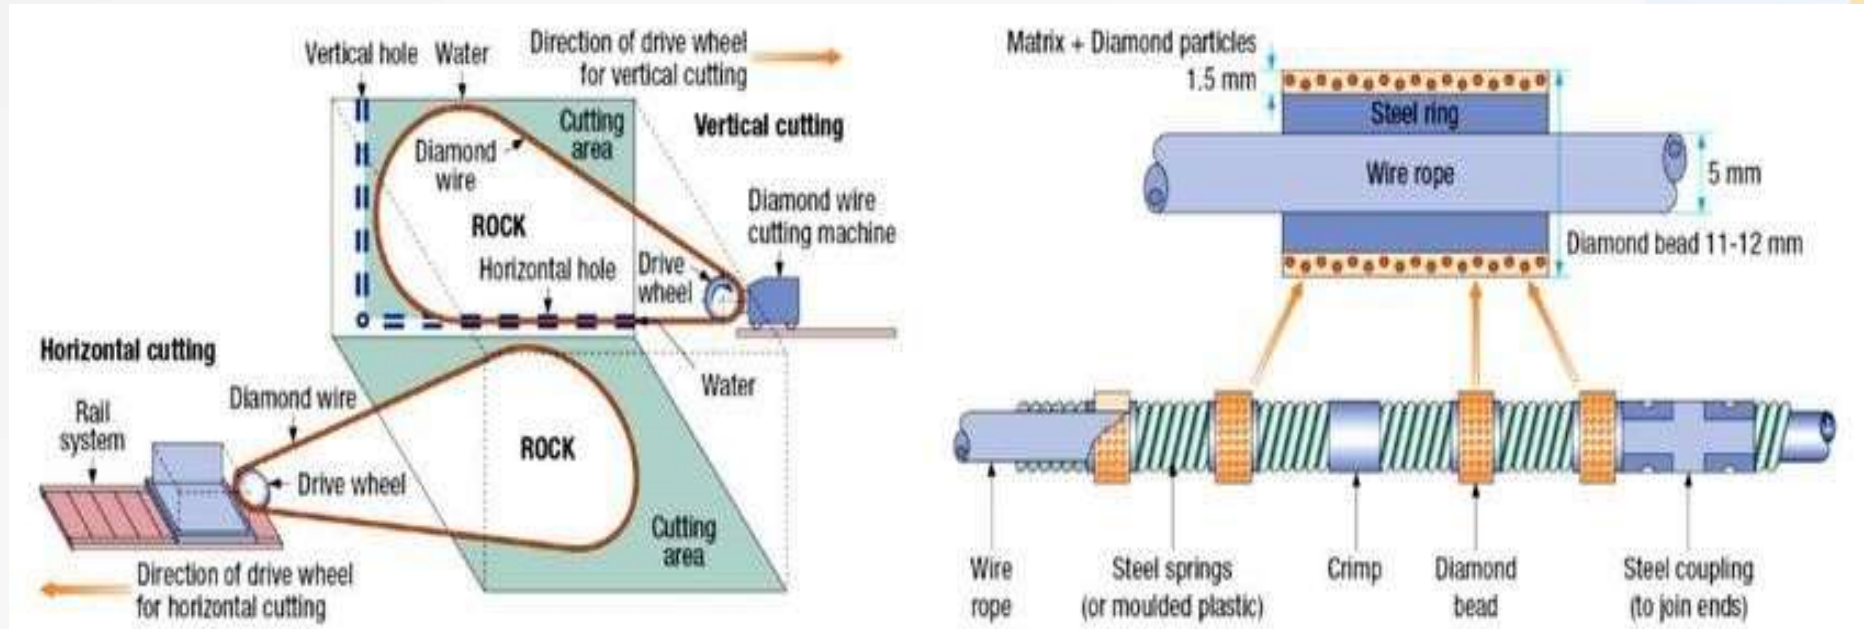 Vertical hole
Water
Direction of drive wheel
for vertical cutting
Cutting
area
Vertical cutting
Diamond
wire
ROCK
Diamond wire
cutting machine
Horizontal hole
Drive
wheel
Horizontal cutting
Water
Diamond wire
Rail
system
ROCK
Drive wheel
Cutting
area
Direction of drive wheel
for horizontal cutting
Matrix + Diamond particles
1.5 mm
Steel ring
Wire rope
5 mm
Diamond bead 11-12 mm
Wire
rope
Steel springs
(or moulded plastic)
Crimp
Diamond
bead
Steel coupling
(to join ends)